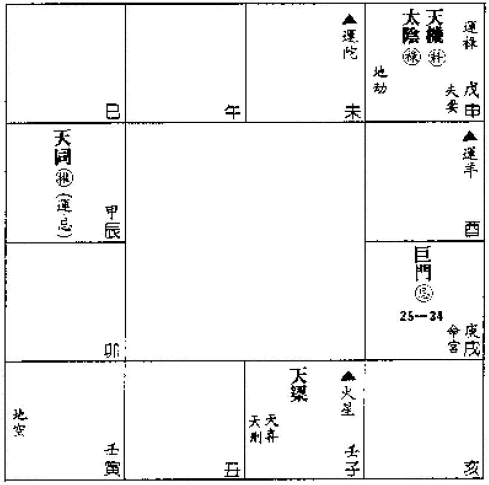 巳
午
▲運陀
未
運祿
天機㊢科
太陰祿
地劫
夫妻
戊申
天同權(運忌)
甲辰
▲運羊
酉
巨門忌
25—34
命宮
庚戌
卯
地空
壬寅
丑
▲火星
天梁
天刑
壬子
亥